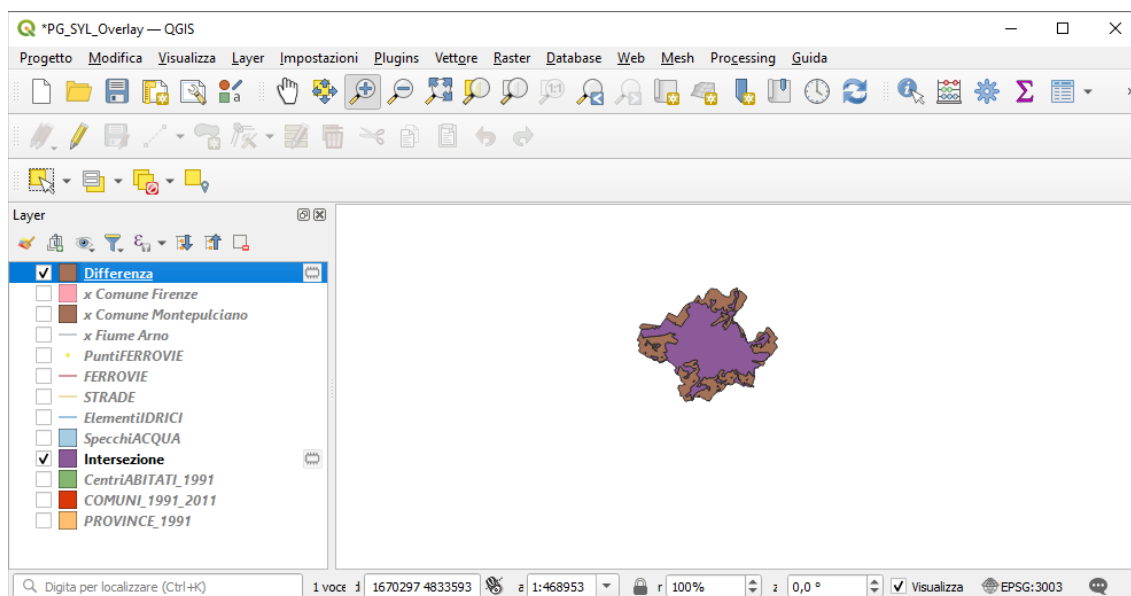 *PG_SYL_Overlay — QGIS
Progetto Modifica Visualizza Layer Impostazioni Plugins Vettore Raster Database Web Mesh Processing Guida
Layer
Differenza
x Comune Firenze
x Comune Montepulciano
x Fiume Arno
PuntiFERROVIE
FERROVIE
STRADE
ElementiIDRICI
SpecchiACQUA
Intersezione
CentriABITATI_1991
COMUNI_1991_2011
PROVINCE_1991
Digita per localizzare (Ctrl+K) 1 voce d 1670297 4833593 a 1:468953 r 100% z 0,0 ° Visualizza EPSG:3003